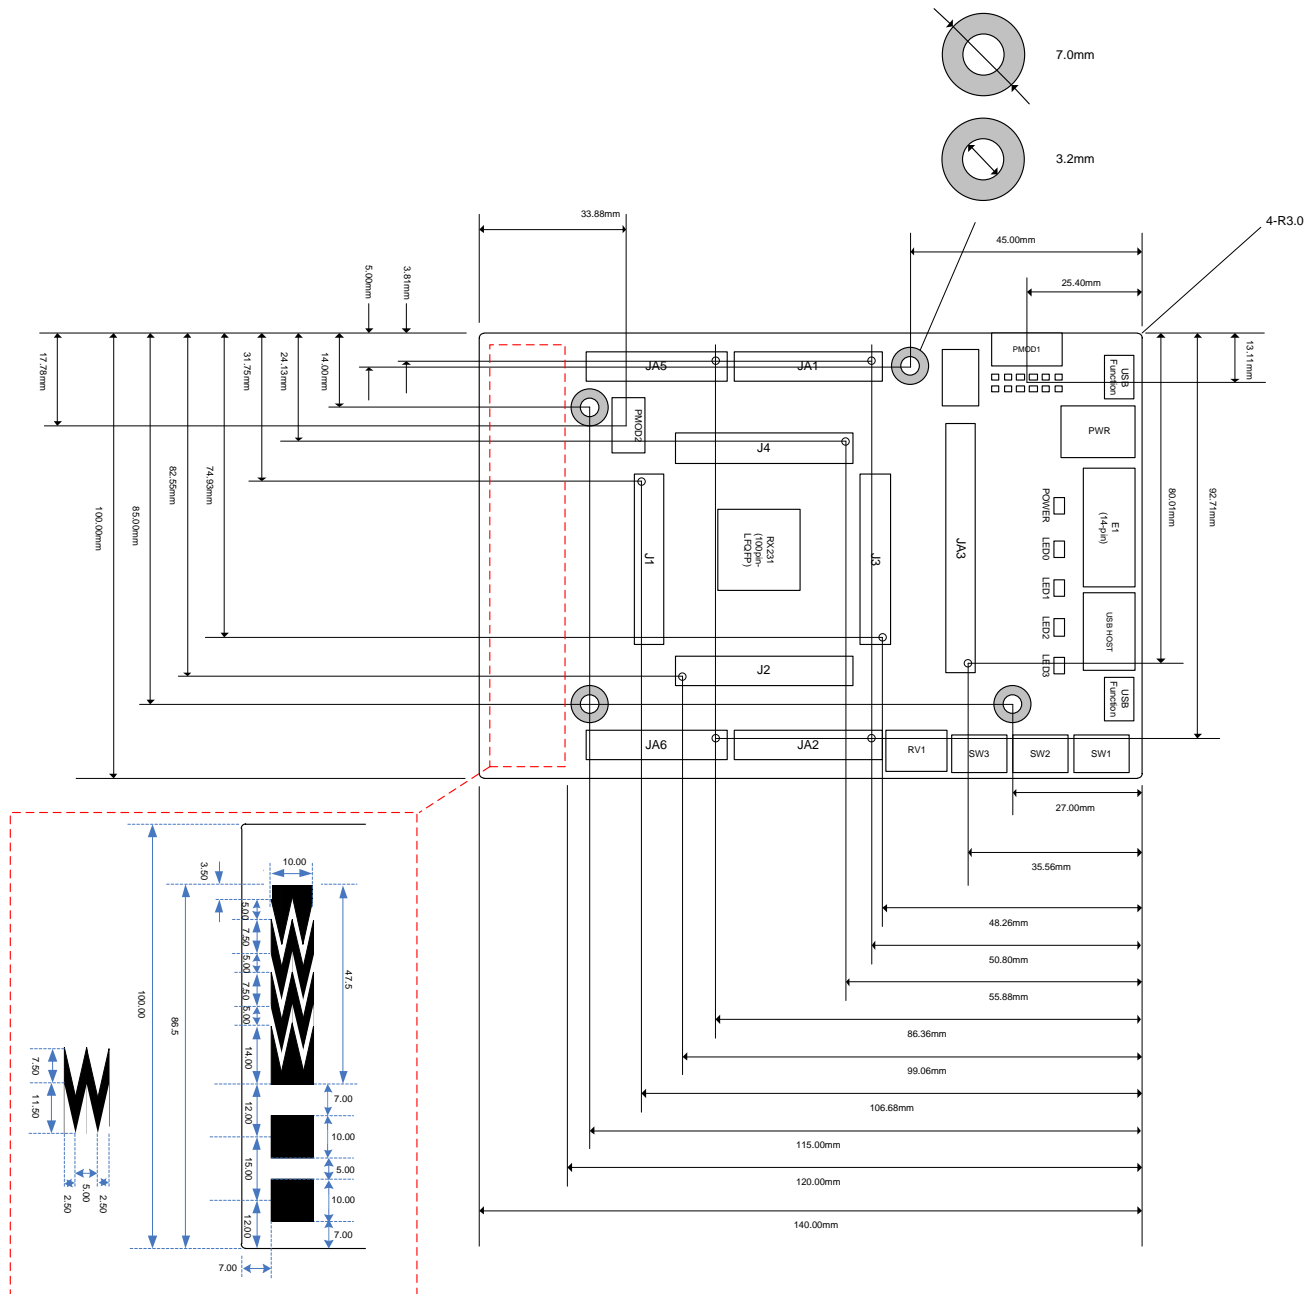 7.0mm
3.2mm
4-R3.0
33.88mm
45.00mm
25.40mm
5.00mm
3.81mm
17.78mm
100.00mm
85.00mm
82.55mm
74.93mm
31.75mm
24.13mm
14.00mm
13.11mm
80.01mm
92.71mm
JA5
JA1
PMOD1
USB
Function
PMOD2
J4
PWR
POWER
E1
(14-pin)
J1
RX231
(100pin-
LFQFP)
J3
JA3
LED0
LED1
LED2
LED3
USB HOST
J2
USB
Function
JA6
JA2
RV1
SW3
SW2
SW1
27.00mm
35.56mm
48.26mm
50.80mm
55.88mm
86.36mm
99.06mm
106.68mm
115.00mm
120.00mm
140.00mm
3.50
10.00
5.00
7.50
5.00
7.50
5.00
14.00
47.5
100.00
86.5
12.00
15.00
12.00
7.00
10.00
5.00
10.00
7.00
7.00
7.50
11.50
2.50
5.00
2.50